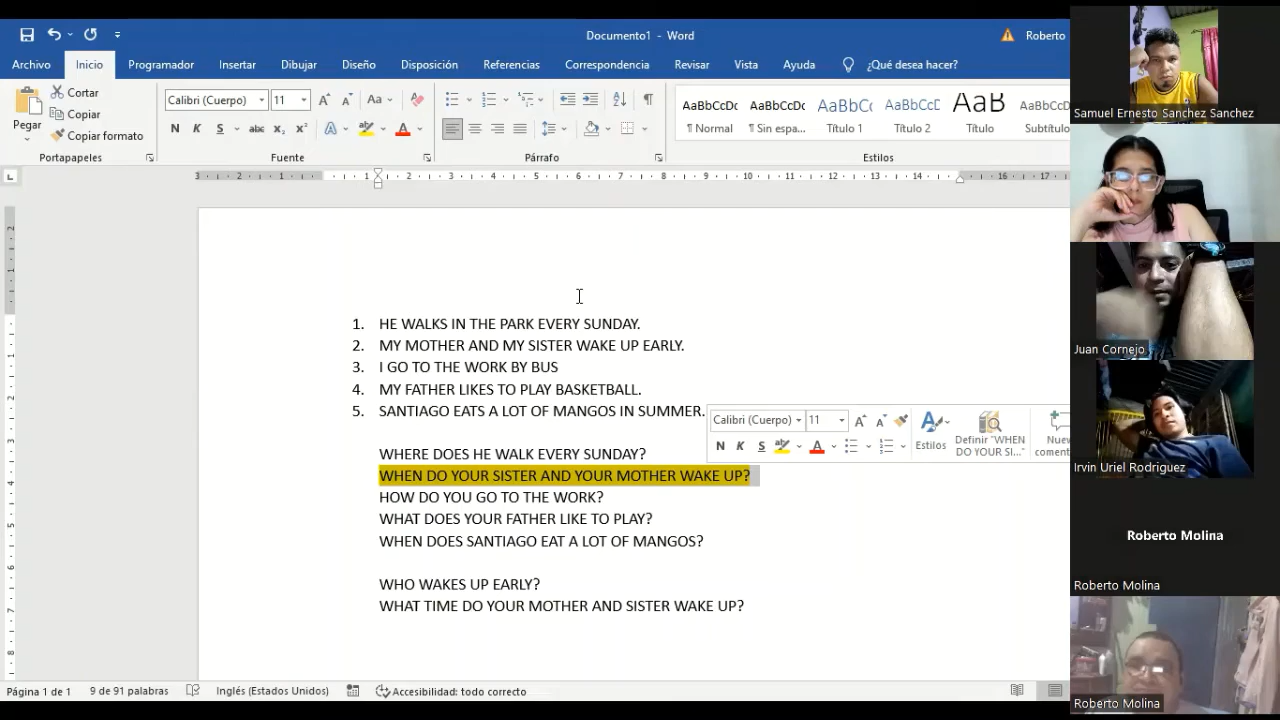 Documento1 - Word
Roberto
Archivo Inicio Programador Insertar Dibujar Diseño Disposición Referencias Correspondencia Revisar Vista Ayuda ¿Qué desea hacer?
Pegar
Cortar
Copiar
Copiar formato
Portapapeles
Calibri (Cuerpo) 11
Fuente
Párrafo
AaBbCcDc AaBbCcDc AaBbCcC AaBbCcC AaB AaBbCcC
¶ Normal ¶ Sin espa... Título 1 Título 2 Título Subtítulo
Estilos
1. HE WALKS IN THE PARK EVERY SUNDAY.
2. MY MOTHER AND MY SISTER WAKE UP EARLY.
3. I GO TO THE WORK BY BUS
4. MY FATHER LIKES TO PLAY BASKETBALL.
5. SANTIAGO EATS A LOT OF MANGOS IN SUMMER.
Calibri (Cuerpo) 11
N K S
Estilos
Definir "WHEN DO YOUR SI..."
WHERE DOES HE WALK EVERY SUNDAY?
WHEN DO YOUR SISTER AND YOUR MOTHER WAKE UP?
HOW DO YOU GO TO THE WORK?
WHAT DOES YOUR FATHER LIKE TO PLAY?
WHEN DOES SANTIAGO EAT A LOT OF MANGOS?
WHO WAKES UP EARLY?
WHAT TIME DO YOUR MOTHER AND SISTER WAKE UP?
Página 1 de 1 9 de 91 palabras Inglés (Estados Unidos) Accesibilidad: todo correcto
Samuel Ernesto Sanchez Sanchez
Juan Cornejo
Irvin Uriel Rodriguez
Roberto Molina
Roberto Molina
Roberto Molina